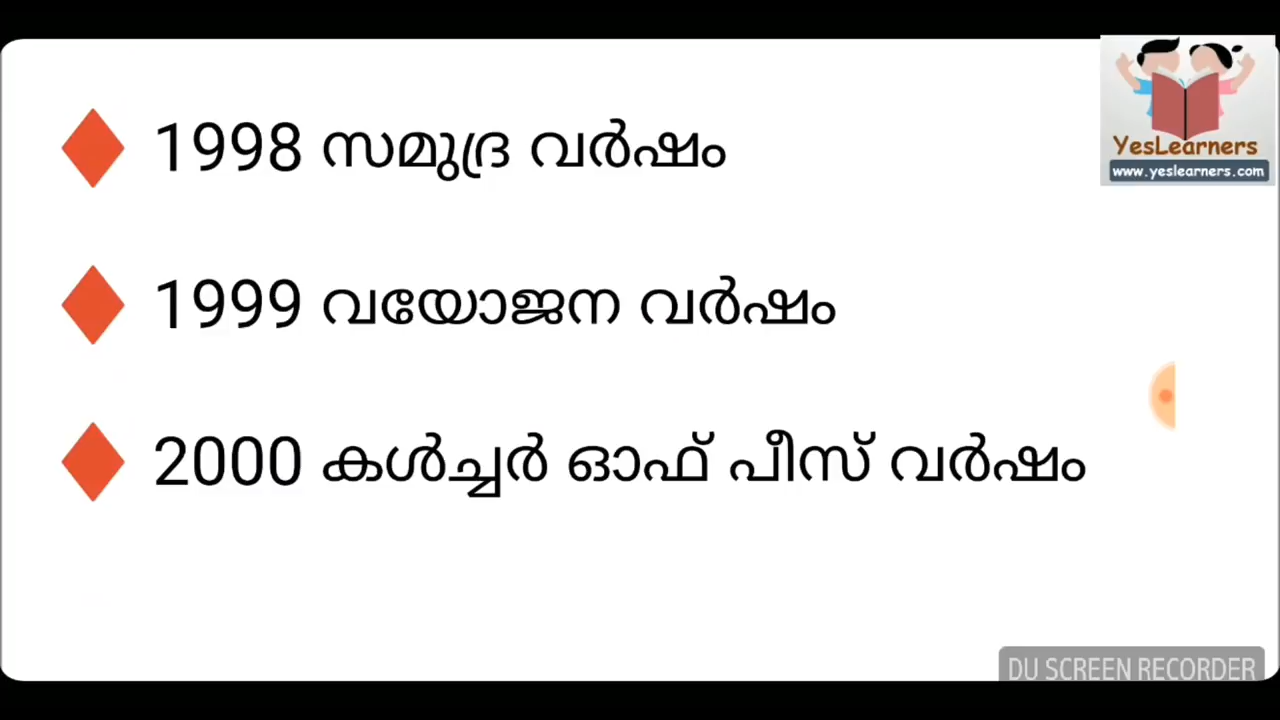 1998 സമുദ്ര വർഷം
YesLearners
www.yeslearners.com
1999 വയോജന വർഷം
2000 കൾച്ചർ ഓഫ് പീസ് വർഷം
DU SCREEN RECORDER